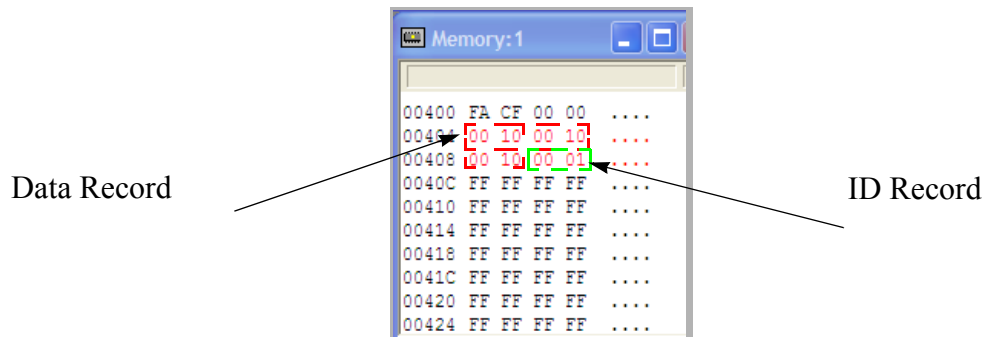 Memory:1
00400 FA CF 00 00 ....
00404 00 10 00 10 ....
00408 00 10 00 01 ....
0040C FF FF FF FF ....
00410 FF FF FF FF ....
00414 FF FF FF FF ....
00418 FF FF FF FF ....
0041C FF FF FF FF ....
00420 FF FF FF FF ....
00424 FF FF FF FF ....
Data Record
ID Record